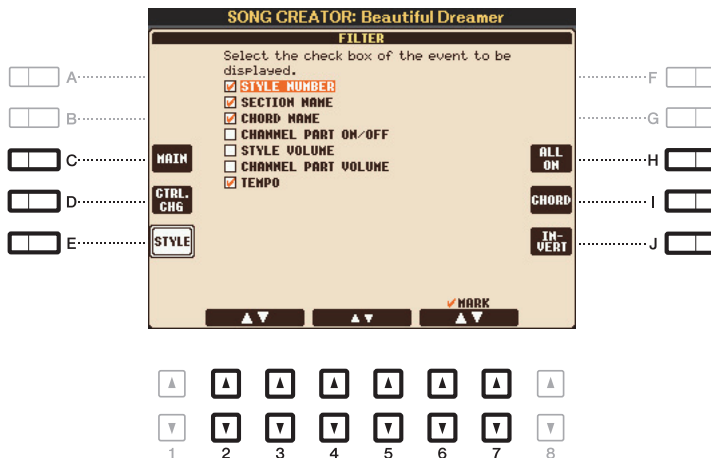 SONG CREATOR: Beautiful Dreamer
FILTER
Select the check box of the event to be
displayed.
STYLE NUMBER
SECTION NAME
CHORD NAME
CHANNEL PART ON/OFF
STYLE VOLUME
CHANNEL PART VOLUME
TEMPO
A
B
C
D
E
MAIN
CTRL.
CHG
STYLE
F
G
H
I
J
ALL
ON
CHORD
IN-
VERT
MARK
1 2 3 4 5 6 7 8